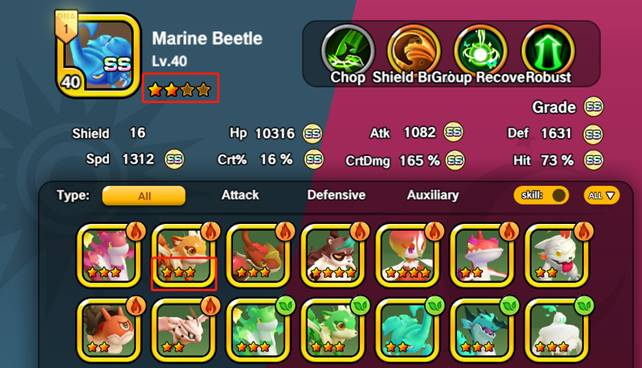 DNA
1
40
SS
Marine Beetle
Lv.40
Chop Shield Br Group Recove Robust
Grade SS
Shield 16 Hp 10316 SS Atk 1082 SS Def 1631 SS
Spd 1312 SS Crt% 16 % SS CrtDmg 165 % SS Hit 73 % SS
Type: All Attack Defensive Auxiliary skill: ALL